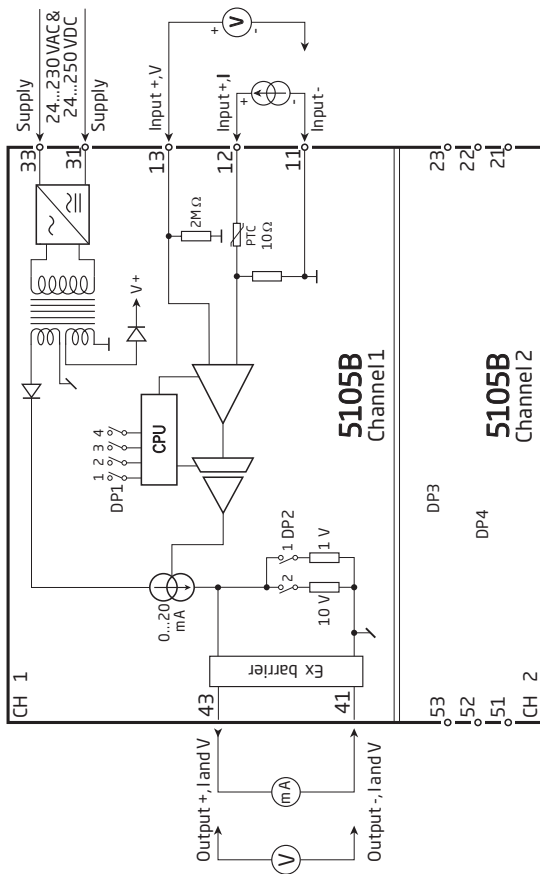 Supply
24...230 VAC &
24...250 VDC
Supply
Input +, V
Input +, I
Input -
+
V
-
+
-
33
31
13
12
11
23
22
21
2M Ω
PTC
10 Ω
V +
1 2 3 4
DP1
CPU
5105B
Channel 1
5105B
Channel 2
DP3
DP4
0...20
mA
2
1 DP2
10 V
1 V
Ex barrier
CH 1
43
41
53
52
51
CH 2
Output +, I and V
mA
V
Output -, I and V